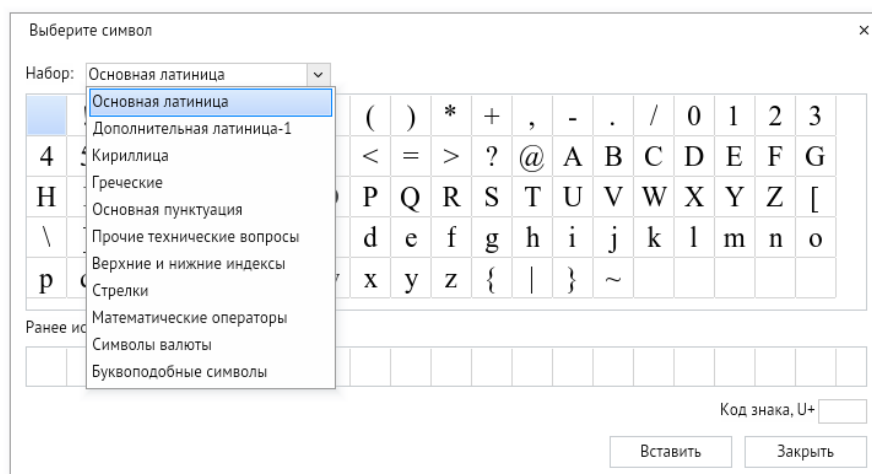 Выберите символ ×
Набор: Основная латиница
Основная латиница ( ) * + , - . / 0 1 2 3
Дополнительная латиница-1
4 Кириллица < = > ? @ A B C D E F G
Греческие
H P Q R S T U V W X Y Z [
Основная пунктуация
\ Прочие технические вопросы d e f g h i j k l m n o
Верхние и нижние индексы
p x y z { | } ~
Стрелки
Математические операторы
Ранее
Символы валюты
Буквоподобные символы
Код знака, U+
Вставить Закрыть